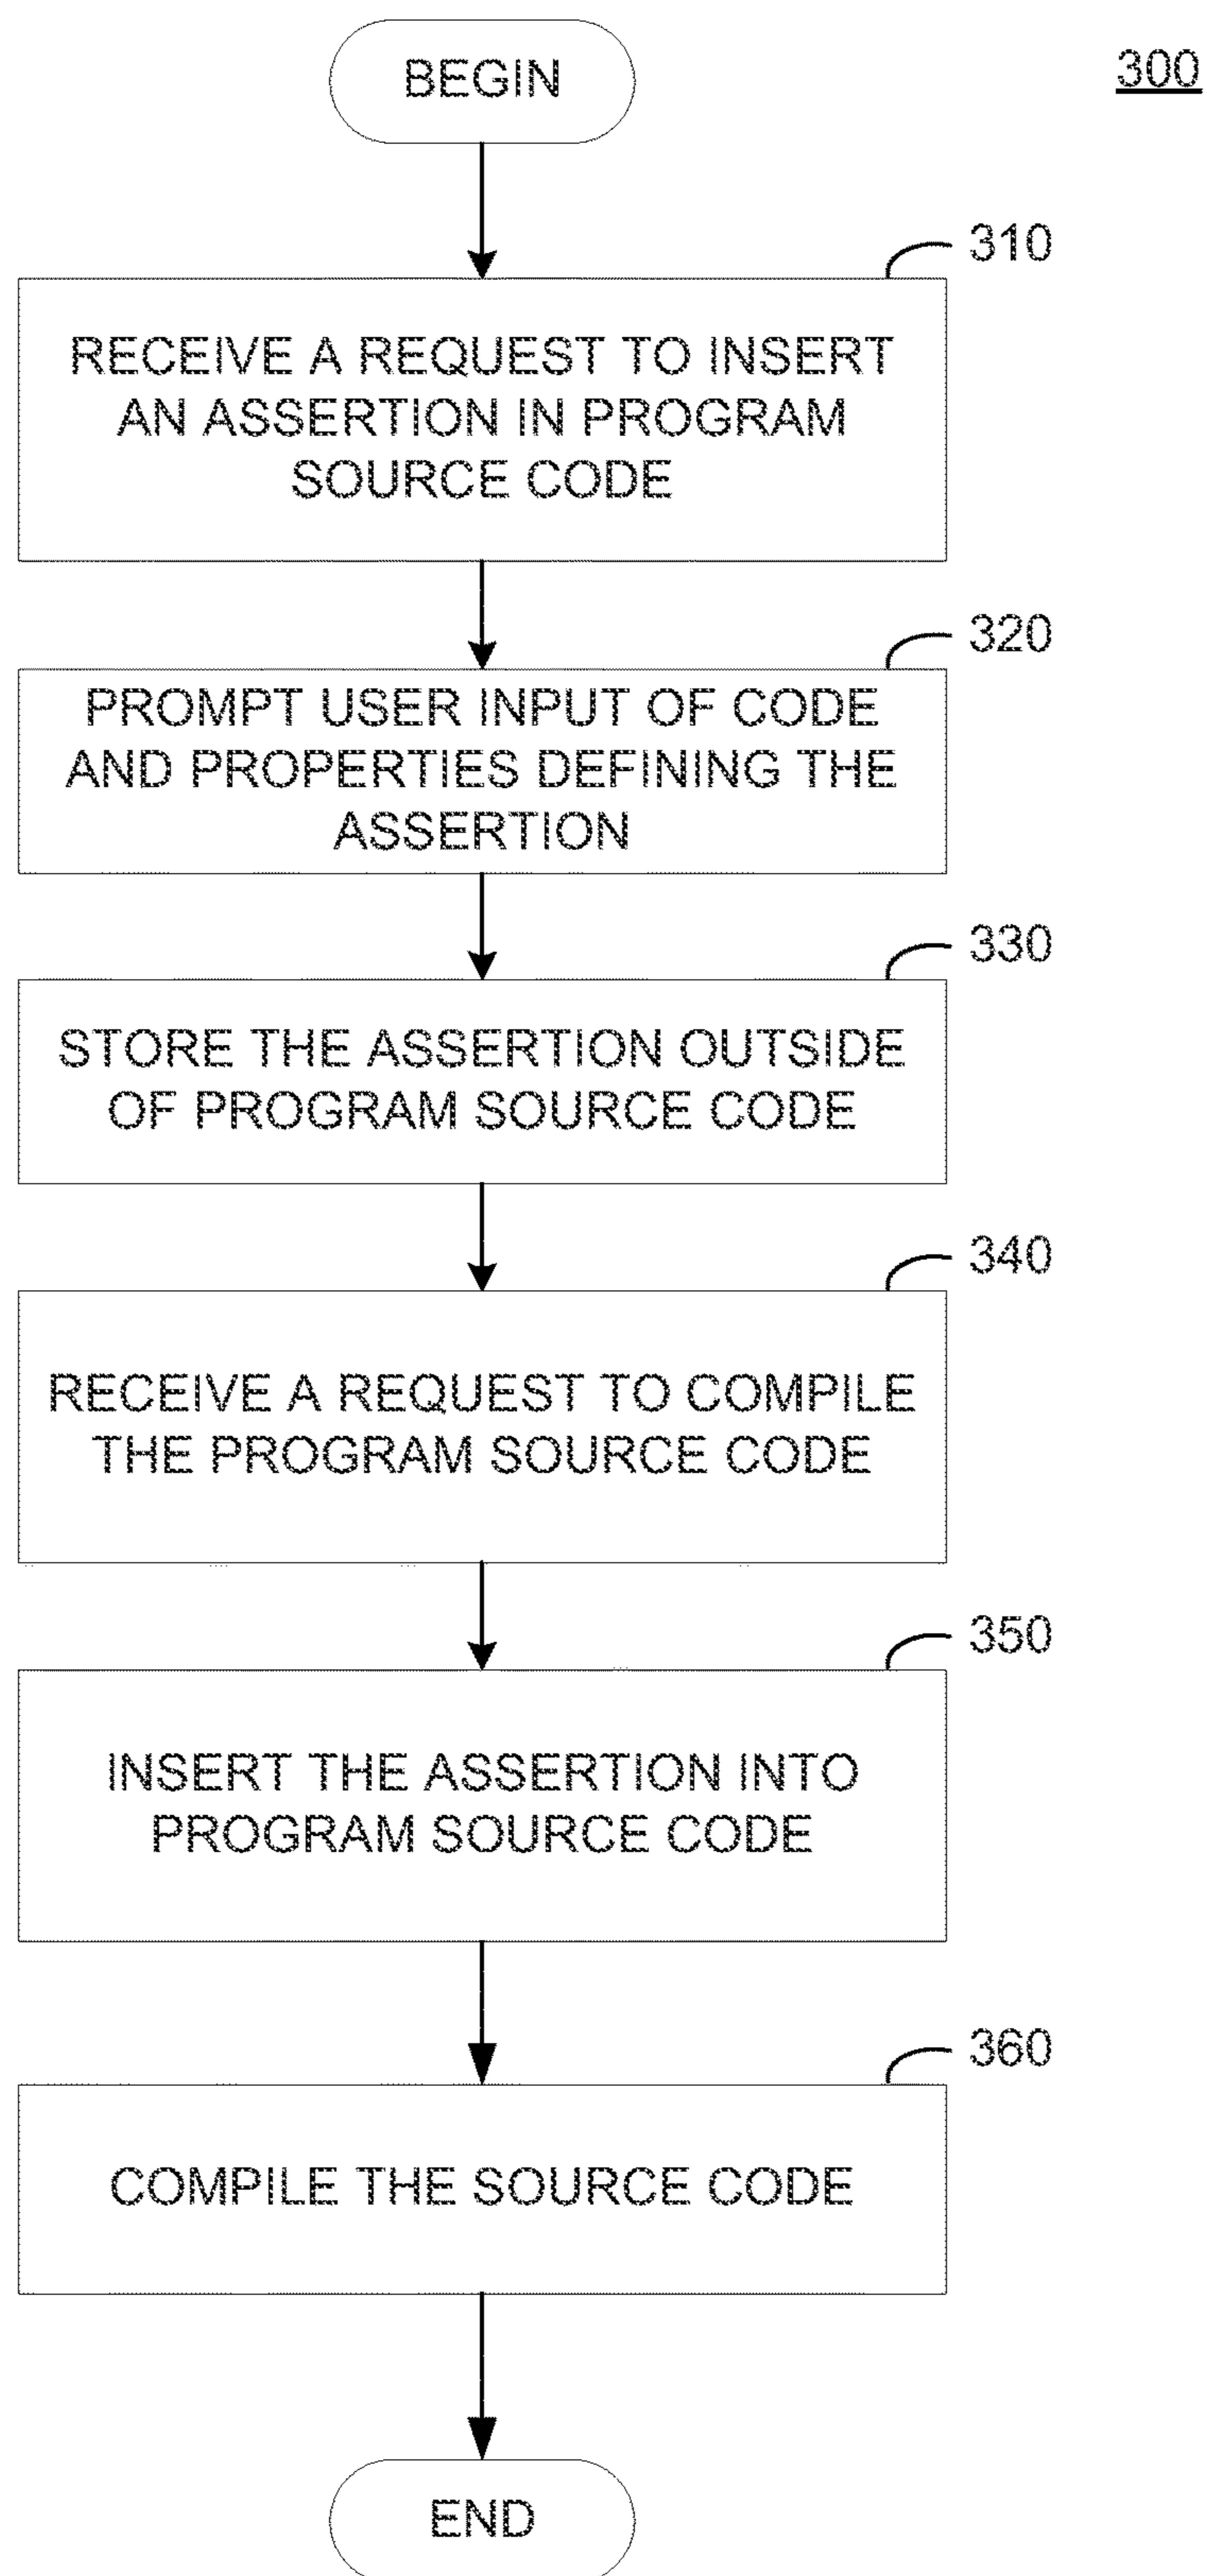 BEGIN
300
310
RECEIVE A REQUEST TO INSERT
AN ASSERTION IN PROGRAM
SOURCE CODE
320
PROMPT USER INPUT OF CODE
AND PROPERTIES DEFINING THE
ASSERTION
330
STORE THE ASSERTION OUTSIDE
OF PROGRAM SOURCE CODE
340
RECEIVE A REQUEST TO COMPILE
THE PROGRAM SOURCE CODE
350
INSERT THE ASSERTION INTO
PROGRAM SOURCE CODE
360
COMPILE THE SOURCE CODE
END